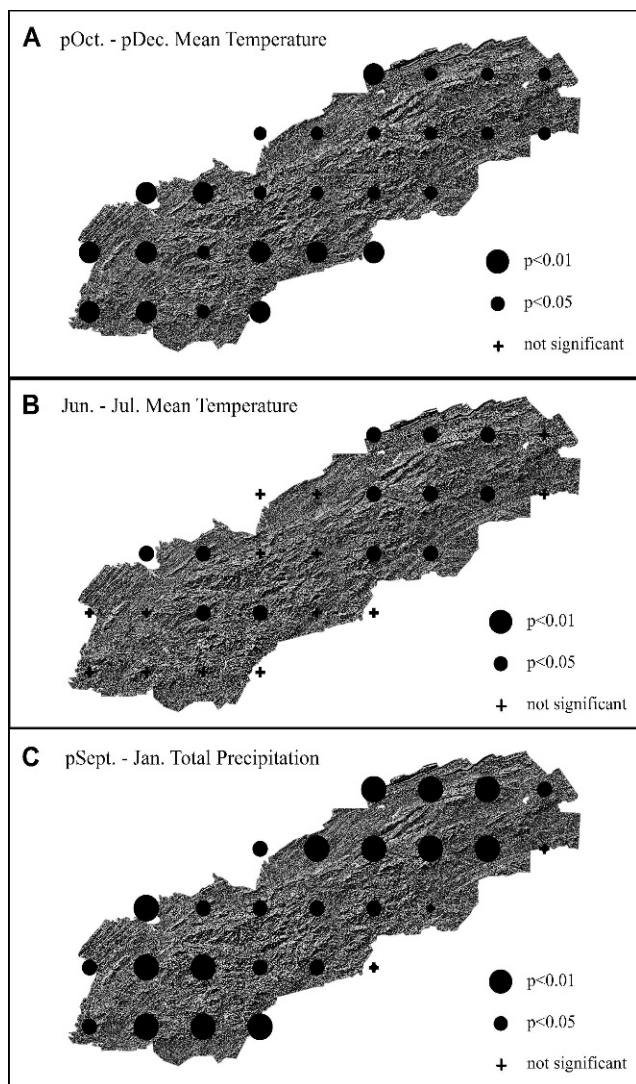 A pOct. - pDec. Mean Temperature
p<0.01
p<0.05
not significant
B Jun. - Jul. Mean Temperature
p<0.01
p<0.05
not significant
C pSept. - Jan. Total Precipitation
p<0.01
p<0.05
not significant